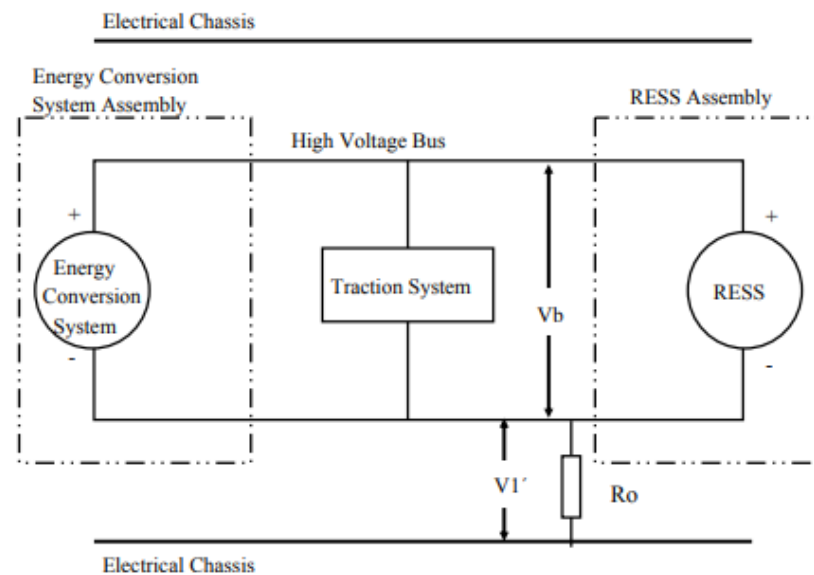 Electrical Chassis
Energy Conversion
System Assembly
RESS Assembly
High Voltage Bus
+
+
Energy
Conversion
System
Traction System
Vb
RESS
-
-
V1´
Ro
Electrical Chassis